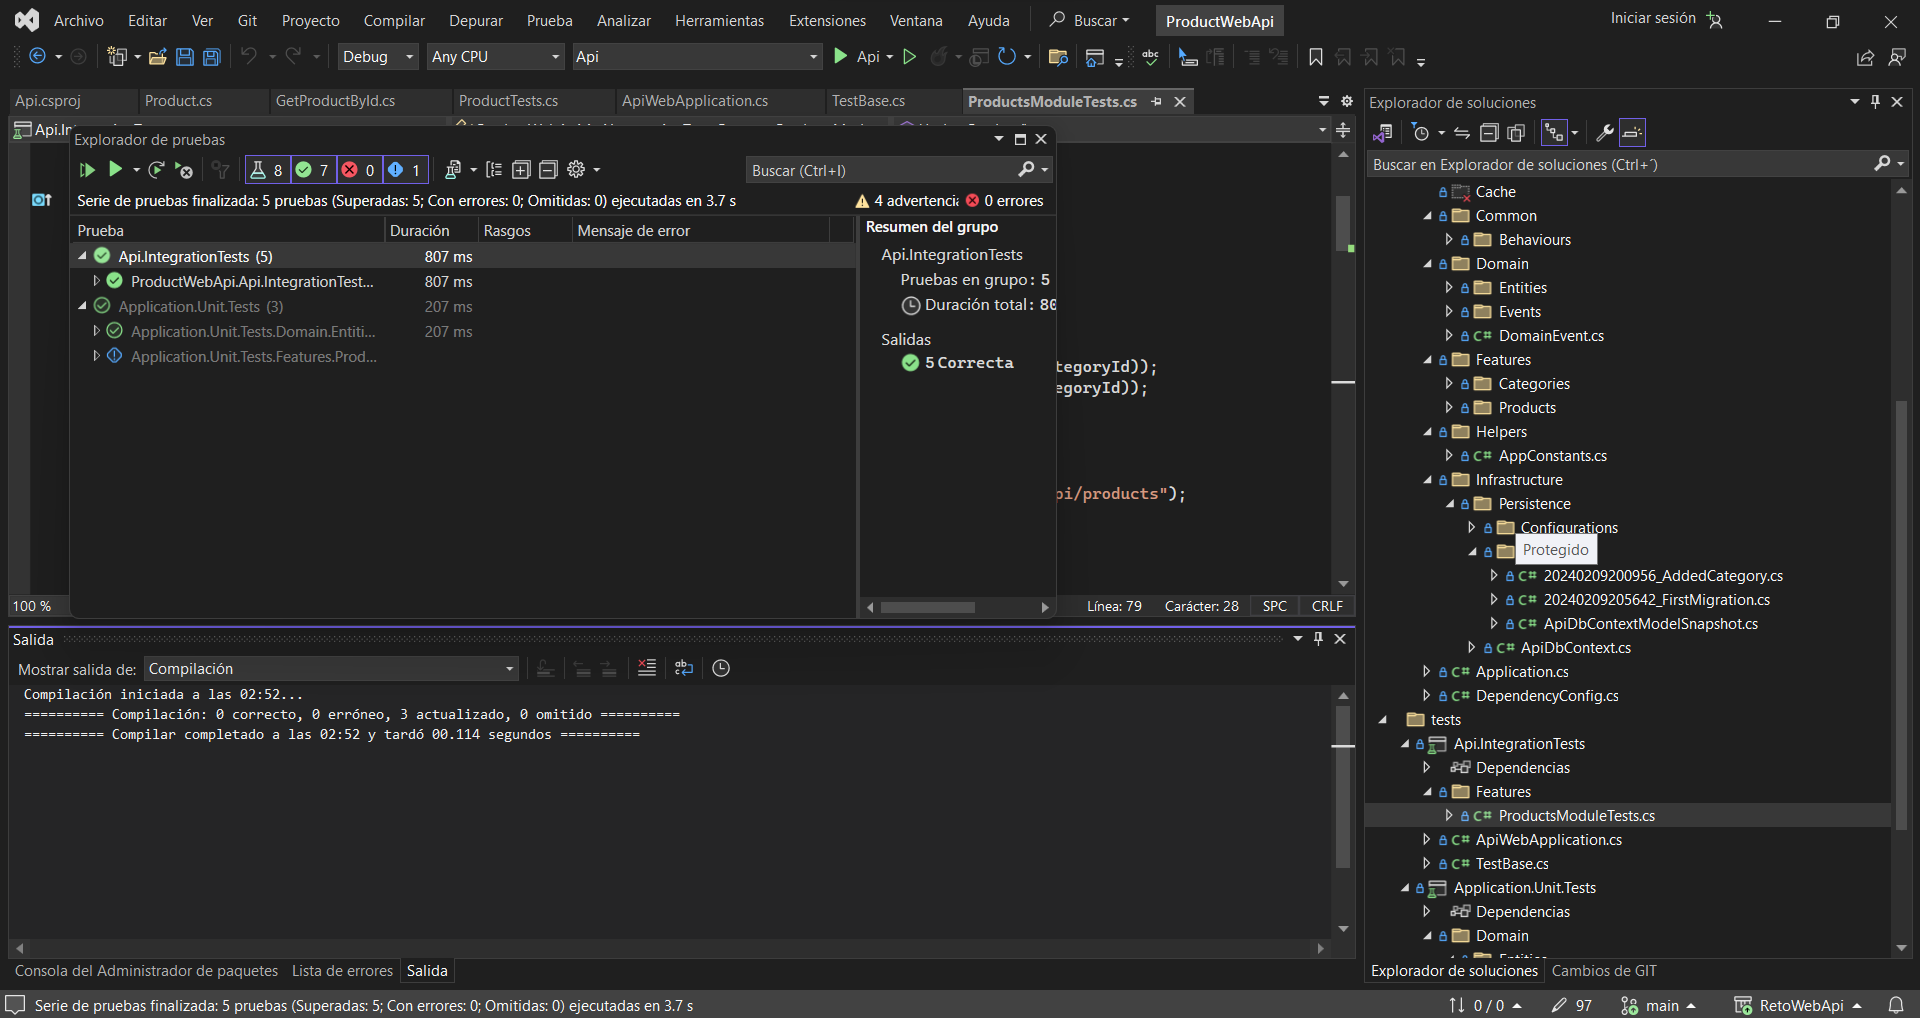 Archivo Editar Ver Git Proyecto Compilar Depurar Prueba Analizar Herramientas Extensiones Ventana Ayuda Buscar ProductWebApi Iniciar sesión
Debug Any CPU Api Api
Api.csproj Product.cs GetProductById.cs ProductTests.cs ApiWebApplication.cs TestBase.cs ProductsModuleTests.cs
Explorador de pruebas
8 7 0 1 Buscar (Ctrl+I)
Serie de pruebas finalizada: 5 pruebas (Superadas: 5; Con errores: 0; Omitidas: 0) ejecutadas en 3.7 s 4 advertencia 0 errores
Prueba Duración Rasgos Mensaje de error
Api.IntegrationTests (5) 807 ms
ProductWebApi.Api.IntegrationTest... 807 ms
Application.Unit.Tests (3) 207 ms
Application.Unit.Tests.Domain.Entiti... 207 ms
Application.Unit.Tests.Features.Prod...
Resumen del grupo
Api.IntegrationTests
Pruebas en grupo: 5
Duración total: 80
Salidas
5 Correcta
tegoryId));
egoryId));
pi/products");
100 % Línea: 79 Carácter: 28 SPC CRLF
Salida
Mostrar salida de: Compilación
Compilación iniciada a las 02:52...
========== Compilación: 0 correcto, 0 erróneo, 3 actualizado, 0 omitido ==========
========== Compilar completado a las 02:52 y tardó 00.114 segundos ==========
Consola del Administrador de paquetes Lista de errores Salida
Explorador de soluciones
Buscar en Explorador de soluciones (Ctrl+´)
Cache
Common
Behaviours
Domain
Entities
Events
C# DomainEvent.cs
Features
Categories
Products
Helpers
C# AppConstants.cs
Infrastructure
Persistence
Configurations
Protegido
C# 20240209200956_AddedCategory.cs
C# 20240209205642_FirstMigration.cs
C# ApiDbContextModelSnapshot.cs
C# ApiDbContext.cs
C# Application.cs
C# DependencyConfig.cs
tests
Api.IntegrationTests
Dependencias
Features
C# ProductsModuleTests.cs
C# ApiWebApplication.cs
C# TestBase.cs
Application.Unit.Tests
Dependencias
Domain
Explorador de soluciones Cambios de GIT
Serie de pruebas finalizada: 5 pruebas (Superadas: 5; Con errores: 0; Omitidas: 0) ejecutadas en 3.7 s 0 / 0 97 main RetoWebApi